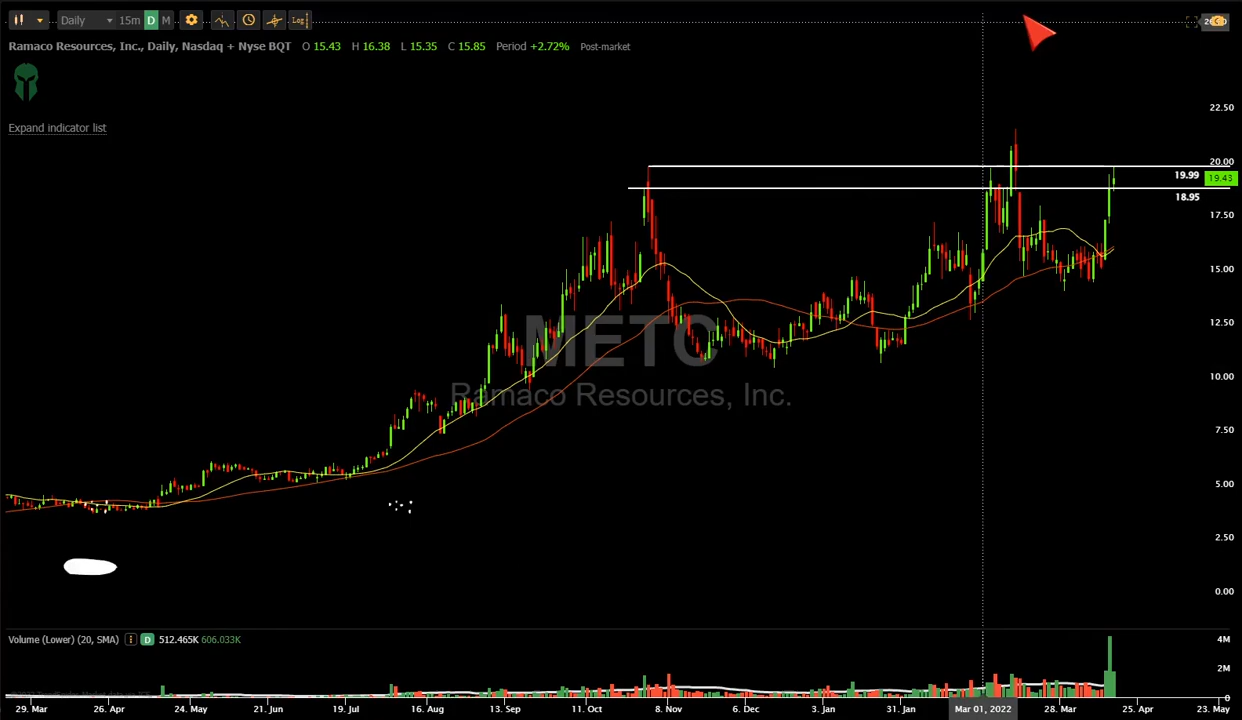 Daily 15m D M Log
Ramaco Resources, Inc., Daily, Nasdaq + Nyse BQT O 15.43 H 16.38 L 15.35 C 15.85 Period +2.72% Post-market
Expand indicator list
22.50
20.00
19.99
19.43
18.95
17.50
15.00
12.50
METC
10.00
Ramaco Resources, Inc.
7.50
5.00
2.50
0.00
Volume (Lower) (20, SMA) D 512.465K 606.033K
4M
2M
0
29. Mar 26. Apr 24. May 21. Jun 19. Jul 16. Aug 13. Sep 11. Oct 8. Nov 6. Dec 3. Jan 31. Jan Mar 01, 2022 28. Mar 25. Apr 23. May